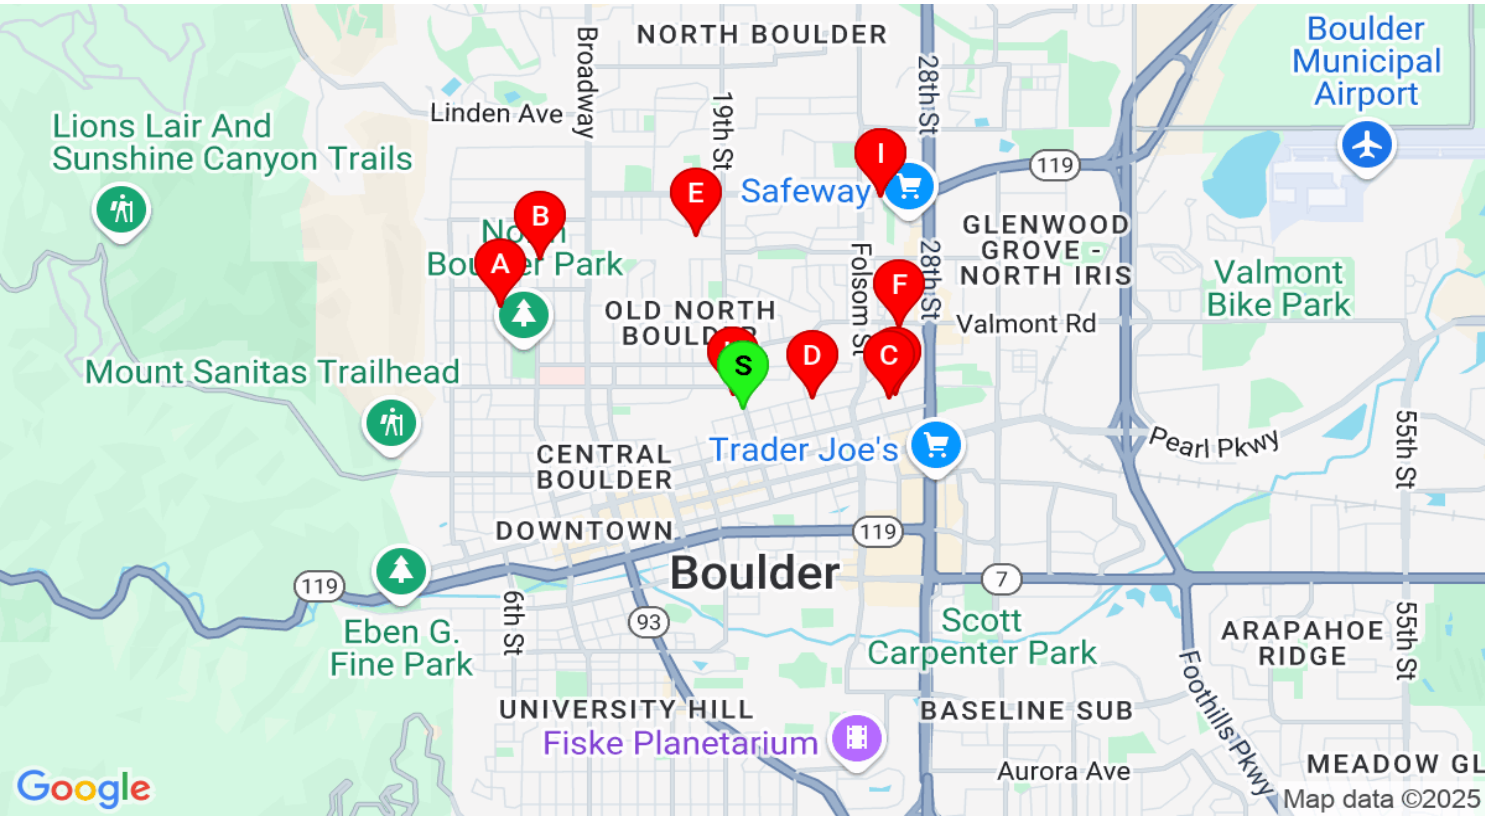 NORTH BOULDER
Boulder
Municipal
Airport
Broadway
28th St
19th St
Linden Ave
Lions Lair And
Sunshine Canyon Trails
I
119
E
Safeway
B
GLENWOOD
GROVE -
NORTH IRIS
North
Boulder Park
A
Folsom St
28th St
F
Valmont
Bike Park
OLD NORTH
BOULDER
Valmont Rd
S
D
C
Mount Sanitas Trailhead
55th St
Pearl Pkwy
Trader Joe's
CENTRAL
BOULDER
DOWNTOWN
119
Boulder
119
7
6th St
93
Scott
Carpenter Park
55th St
Eben G.
Fine Park
ARAPAHOE
RIDGE
Foothills Pkwy
UNIVERSITY HILL
BASELINE SUB
Fiske Planetarium
Aurora Ave
MEADOW GL
Google
Map data ©2025